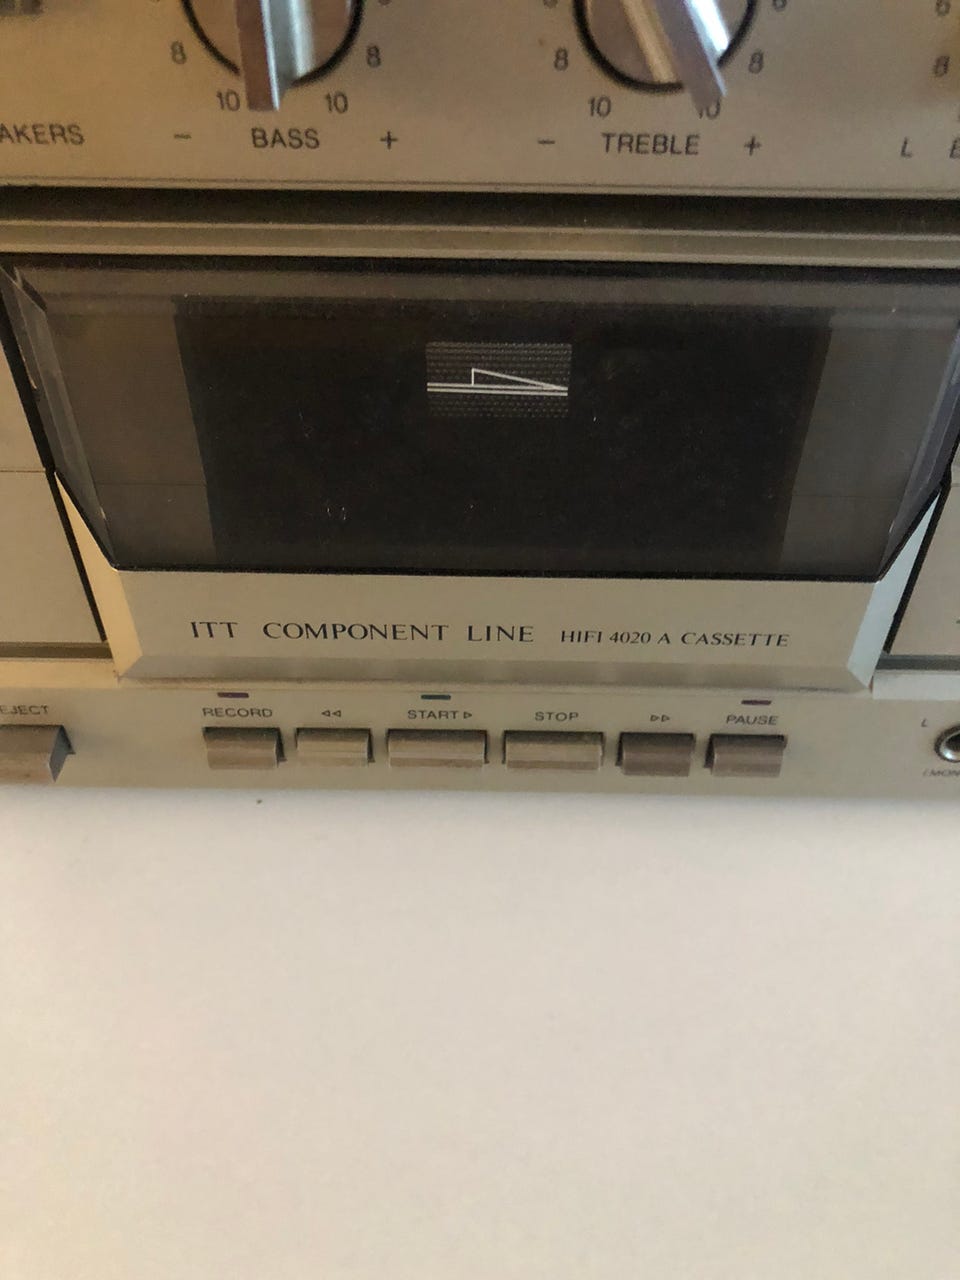 8 8 8 8 8
10 10 10 10
AKERS - BASS + - TREBLE + L
ITT COMPONENT LINE HIFI 4020 A CASSETTE
EJECT RECORD ◃◃ START ▷ STOP ▷▷ PAUSE L